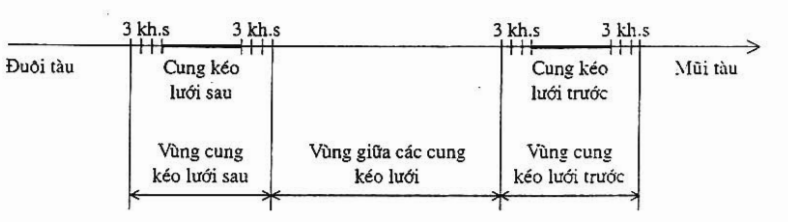 3 kh.s 3 kh.s 3 kh.s 3 kh.s
Đuôi tàu Cung kéo Cung kéo Mũi tàu
lưới sau lưới trước
Vùng cung Vùng giữa các cung Vùng cung
kéo lưới sau kéo lưới kéo lưới trước